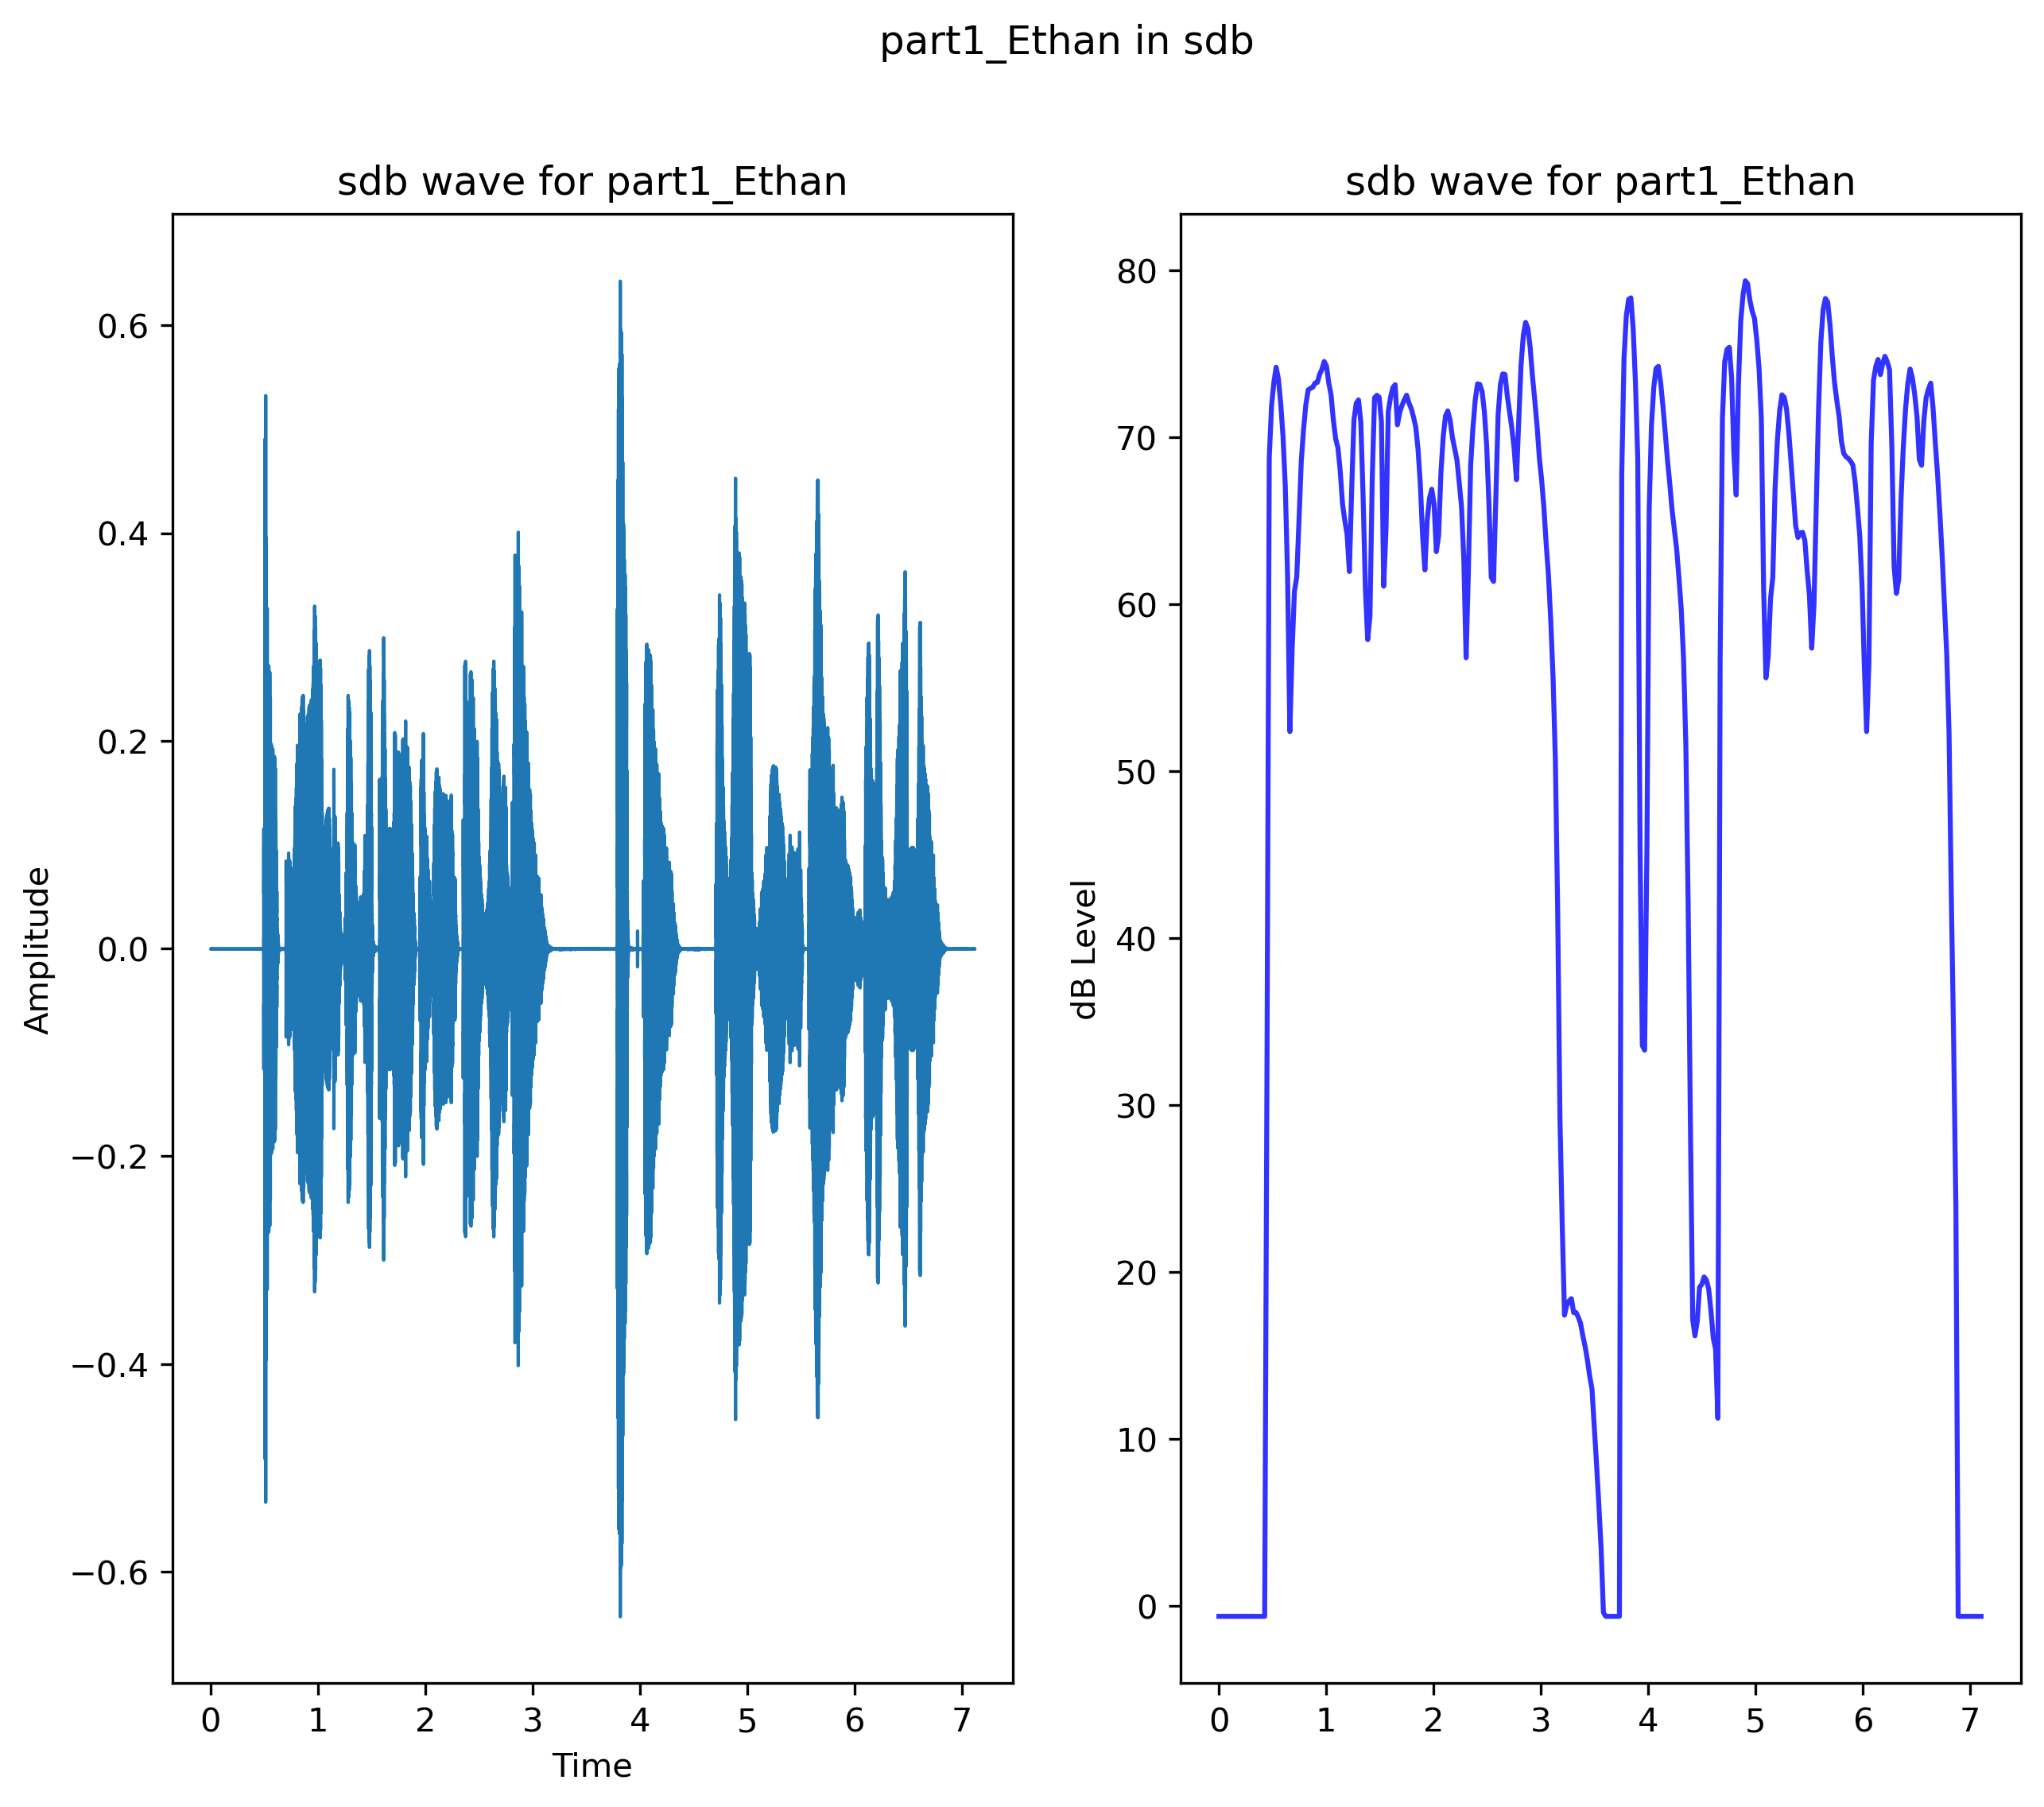 part1_Ethan in sdb
sdb wave for part1_Ethan
0.6
0.4
0.2
0.0
−0.2
−0.4
−0.6
Amplitude
0 1 2 3 4 5 6 7
Time
sdb wave for part1_Ethan
80
70
60
50
40
30
20
10
0
dB Level
0 1 2 3 4 5 6 7